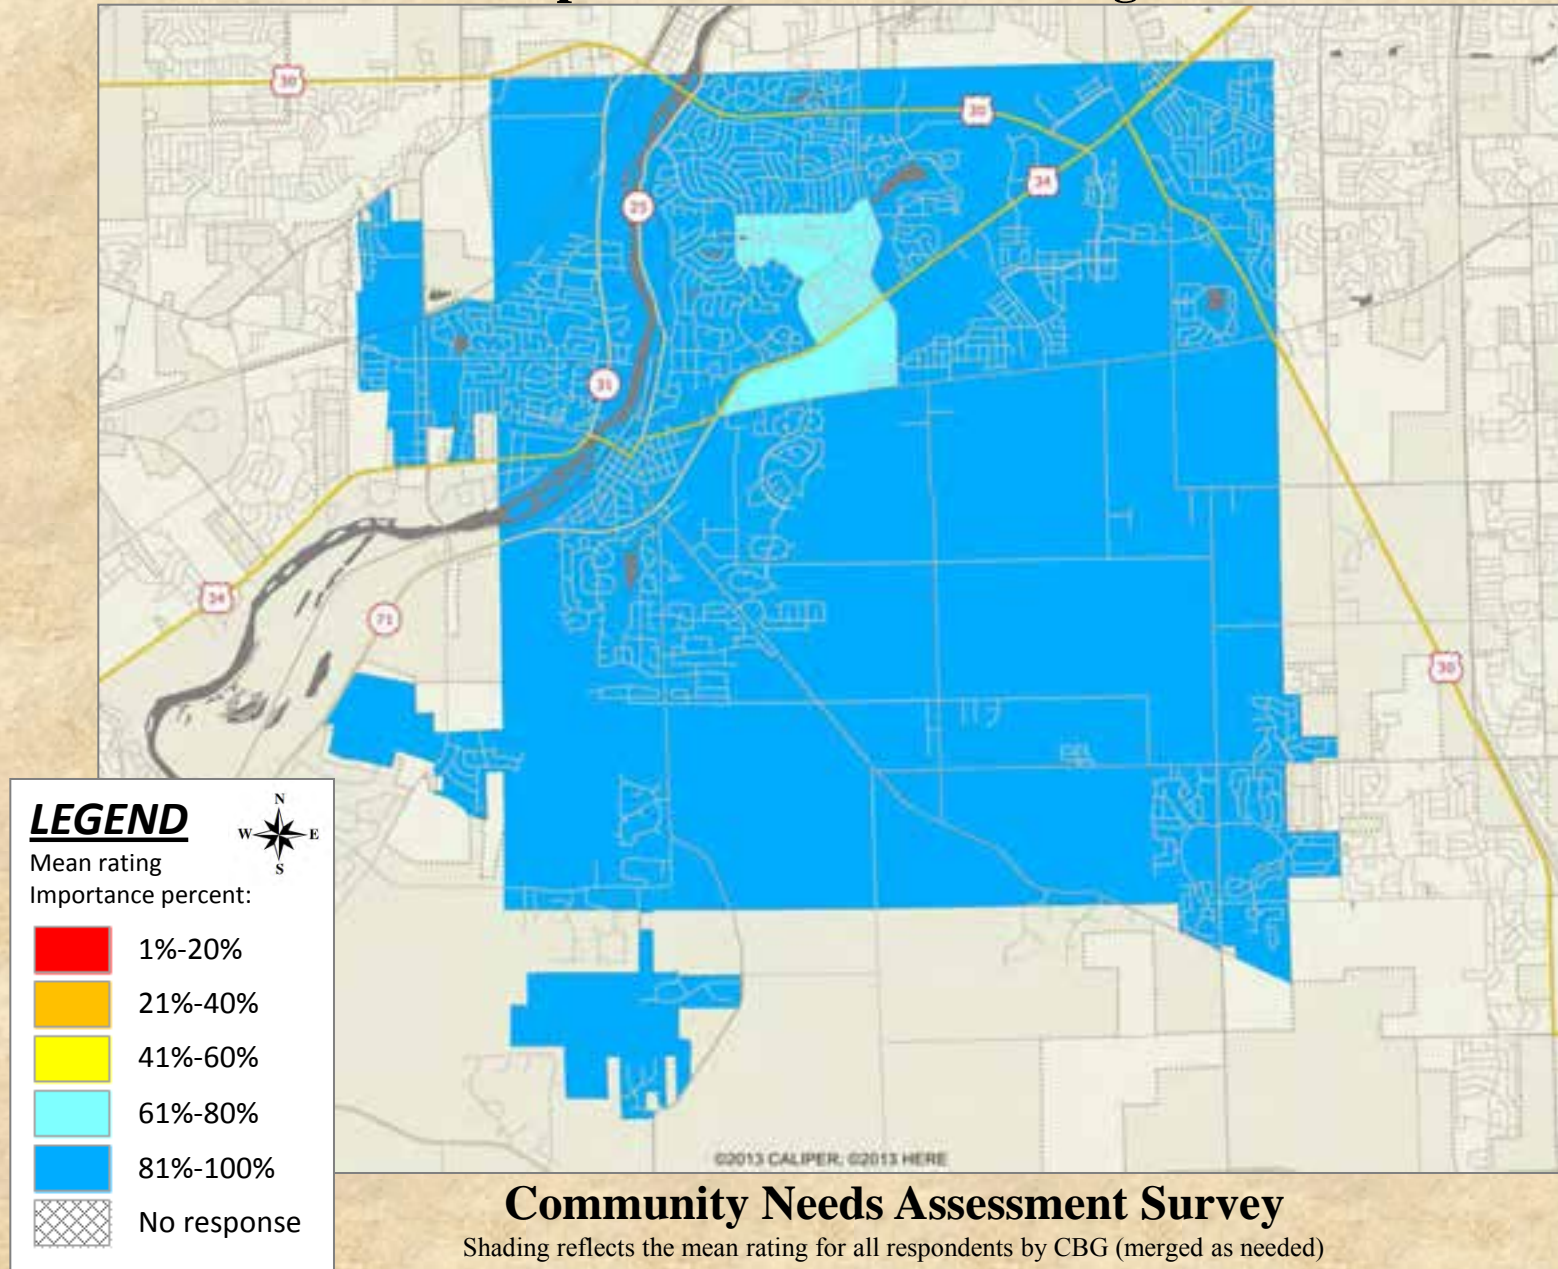 30
30
34
25
31
34
71
30
LEGEND
N
W E
S
Mean rating
Importance percent:
1%-20%
21%-40%
41%-60%
61%-80%
81%-100%
No response
©2013 CALIPER; ©2013 HERE
Community Needs Assessment Survey
Shading reflects the mean rating for all respondents by CBG (merged as needed)